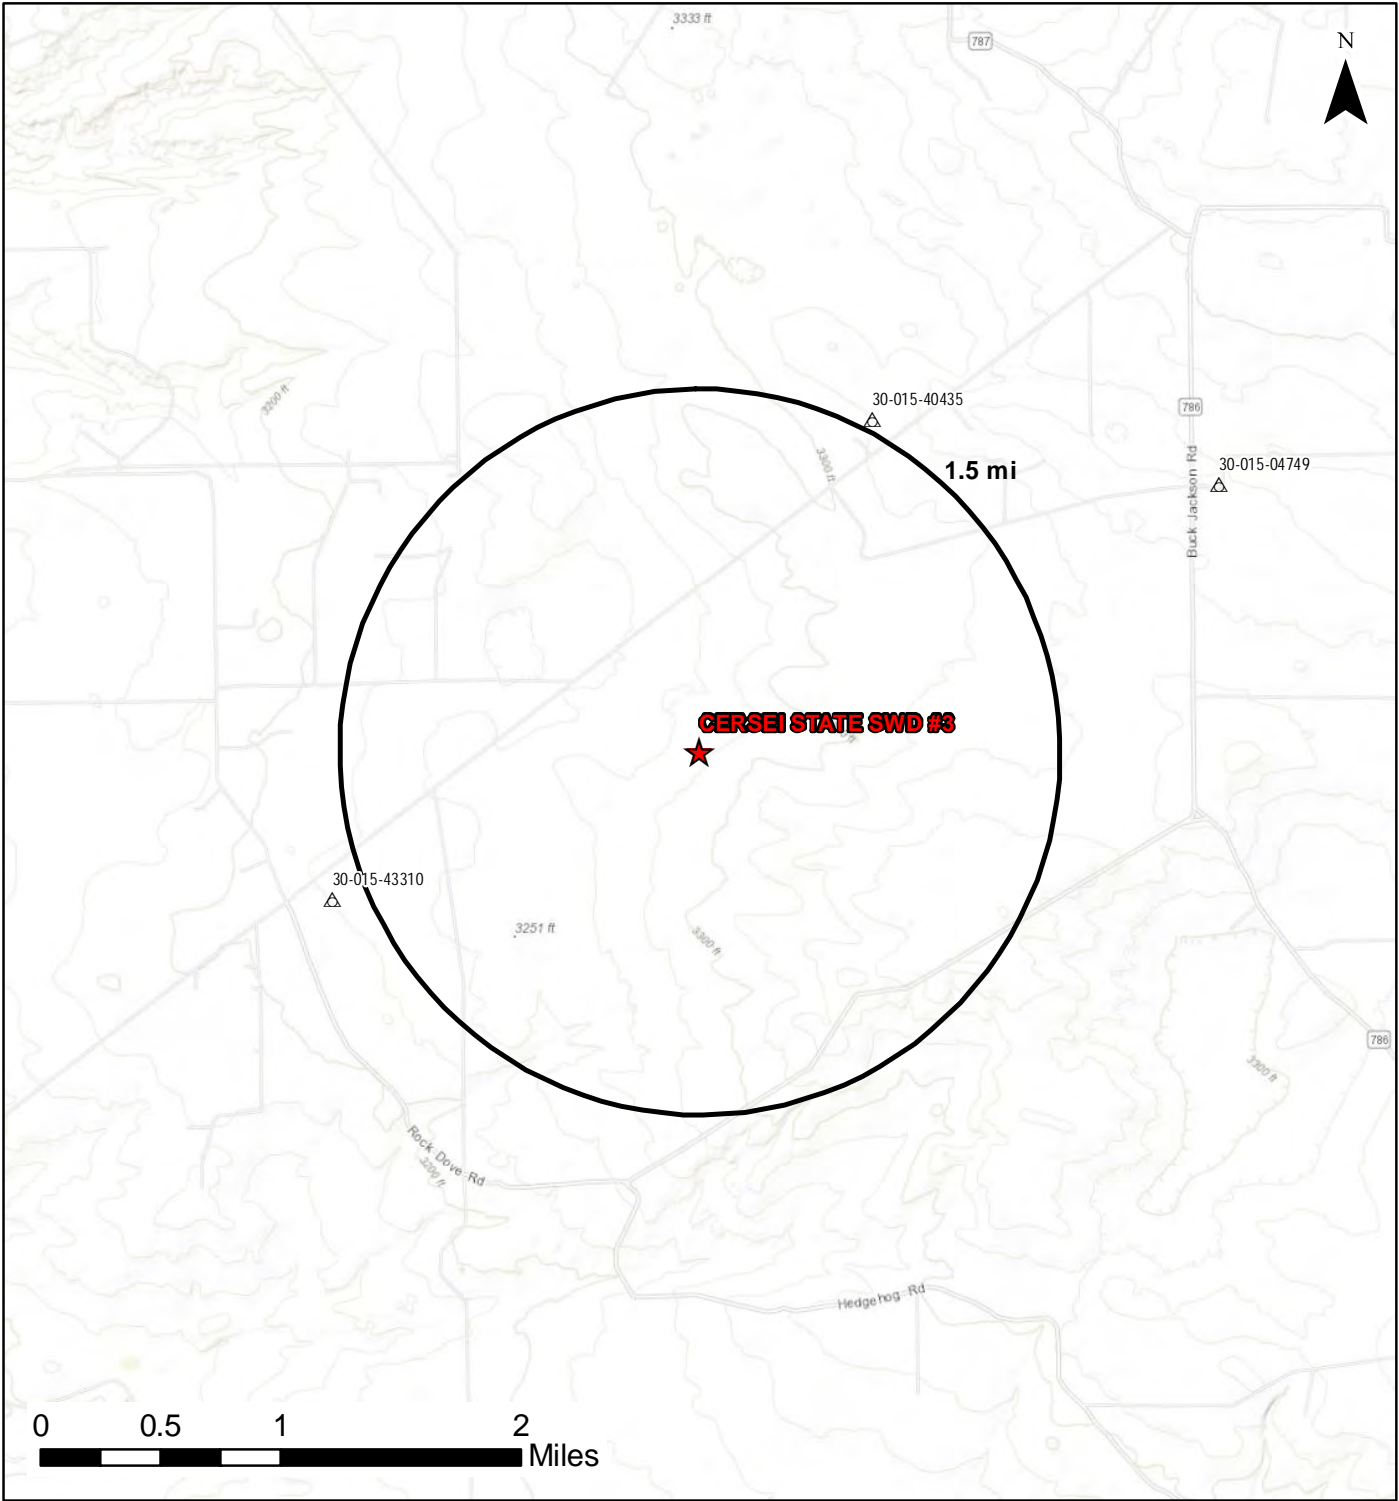 3333 ft
787
N
3200 ft
30-015-40435
786
3300 ft
1.5 mi
30-015-04749
Buck Jackson Rd
CERSEI STATE SWD #3
30-015-43310
3251 ft
3300 ft
786
3300 ft
Rock Dove Rd
3200 ft
Hedgehog Rd
0 0.5 1 2
Miles